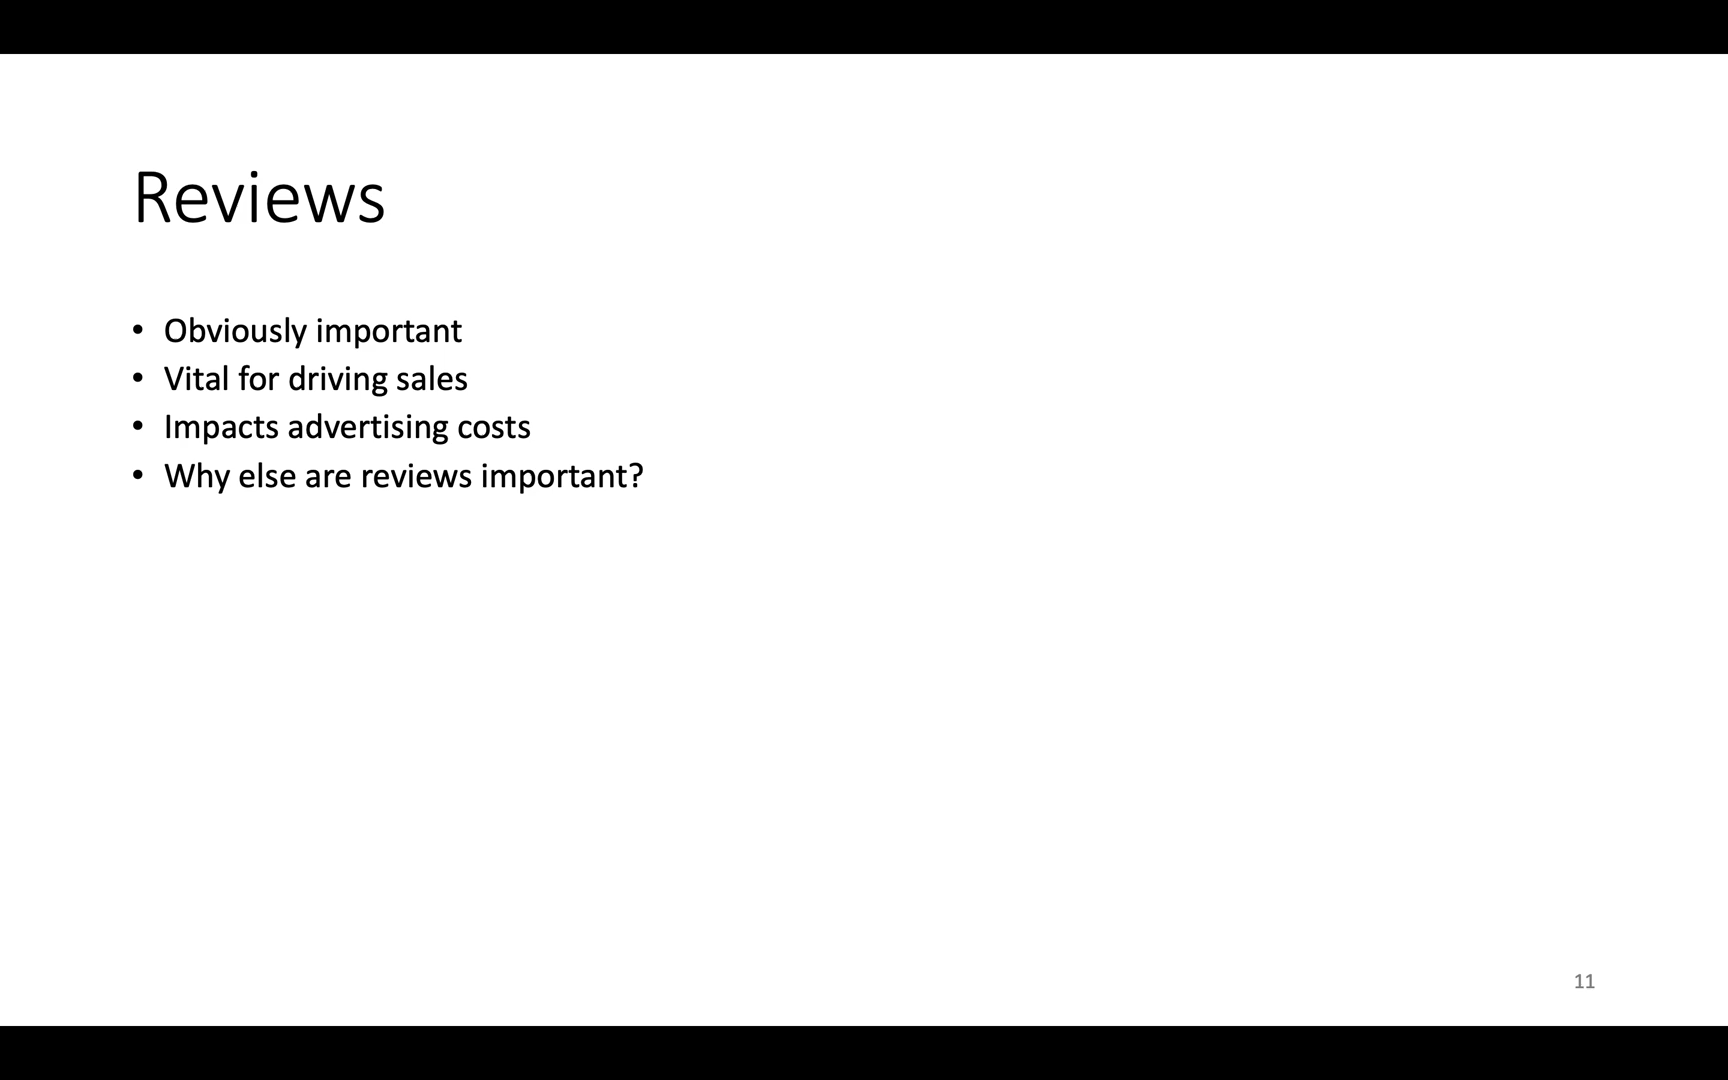 Reviews
• Obviously important
• Vital for driving sales
• Impacts advertising costs
• Why else are reviews important?
11